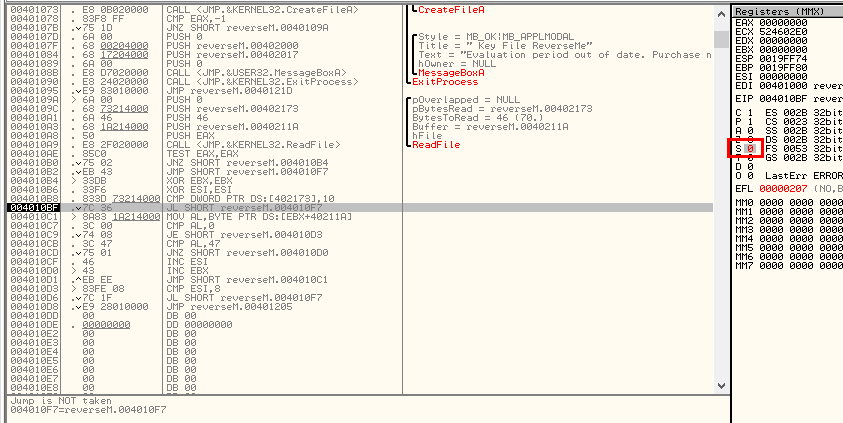 00401073 . E8 0B020000 CALL <JMP.&KERNEL32.CreateFileA> CreateFileA
00401078 . 83F8 FF CMP EAX,-1
0040107B .v75 1D JNZ SHORT reverseM.0040109A
0040107D . 6A 00 PUSH 0 Style = MB_OK|MB_APPLMODAL
0040107F . 68 00204000 PUSH reverseM.00402000 Title = " Key File ReverseMe"
00401084 . 68 17204000 PUSH reverseM.00402017 Text = "Evaluation period out of date. Purchase n
00401089 . 6A 00 PUSH 0 hOwner = NULL
0040108B . E8 D7020000 CALL <JMP.&USER32.MessageBoxA> MessageBoxA
00401090 . E8 24020000 CALL <JMP.&KERNEL32.ExitProcess> ExitProcess
00401095 .vE9 83010000 JMP reverseM.0040121D
0040109A > 6A 00 PUSH 0 pOverlapped = NULL
0040109C . 68 73214000 PUSH reverseM.00402173 pBytesRead = reverseM.00402173
004010A1 . 6A 46 PUSH 46 BytesToRead = 46 (70.)
004010A3 . 68 1A214000 PUSH reverseM.0040211A Buffer = reverseM.0040211A
004010A8 . 50 PUSH EAX hFile
004010A9 . E8 2F020000 CALL <JMP.&KERNEL32.ReadFile> ReadFile
004010AE . 85C0 TEST EAX,EAX
004010B0 .v75 02 JNZ SHORT reverseM.004010B4
004010B2 .vEB 43 JMP SHORT reverseM.004010F7
004010B4 > 33DB XOR EBX,EBX
004010B6 . 33F6 XOR ESI,ESI
004010B8 . 833D 73214000 CMP DWORD PTR DS:[402173],10
004010BF .v7C 36 JL SHORT reverseM.004010F7
004010C1 > 8A83 1A214000 MOV AL,BYTE PTR DS:[EBX+40211A]
004010C7 . 3C 00 CMP AL,0
004010C9 .v74 08 JE SHORT reverseM.004010D3
004010CB . 3C 47 CMP AL,47
004010CD .v75 01 JNZ SHORT reverseM.004010D0
004010CF . 46 INC ESI
004010D0 > 43 INC EBX
004010D1 .^EB EE JMP SHORT reverseM.004010C1
004010D3 > 83FE 08 CMP ESI,8
004010D6 .v7C 1F JL SHORT reverseM.004010F7
004010D8 .vE9 28010000 JMP reverseM.00401205
004010DD 00 DB 00
004010DE . 00000000 DD 00000000
004010E2 00 DB 00
004010E3 00 DB 00
004010E4 00 DB 00
004010E5 00 DB 00
004010E6 00 DB 00
004010E7 00 DB 00
004010E8 00 DB 00
Jump is NOT taken
004010F7=reverseM.004010F7
Registers (MMX)
EAX 00000000
ECX 524602E0
EDX 00000000
EBX 00000000
ESP 0019FF74
EBP 0019FF80
ESI 00000000
EDI 00401000 rever
EIP 004010BF rever
C 1 ES 002B 32bit
P 1 CS 0023 32bit
A 0 SS 002B 32bit
DS 002B 32bit
0 FS 0053 32bit
GS 002B 32bit
D 0
O 0 LastErr ERROR
EFL 00000207 (NO,B
MM0 0000 0000 0000
MM1 0000 0000 0000
MM2 0000 0000 0000
MM3 0000 0000 0000
MM4 0000 0000 0000
MM5 0000 0000 0000
MM6 0000 0000 0000
MM7 0000 0000 0000